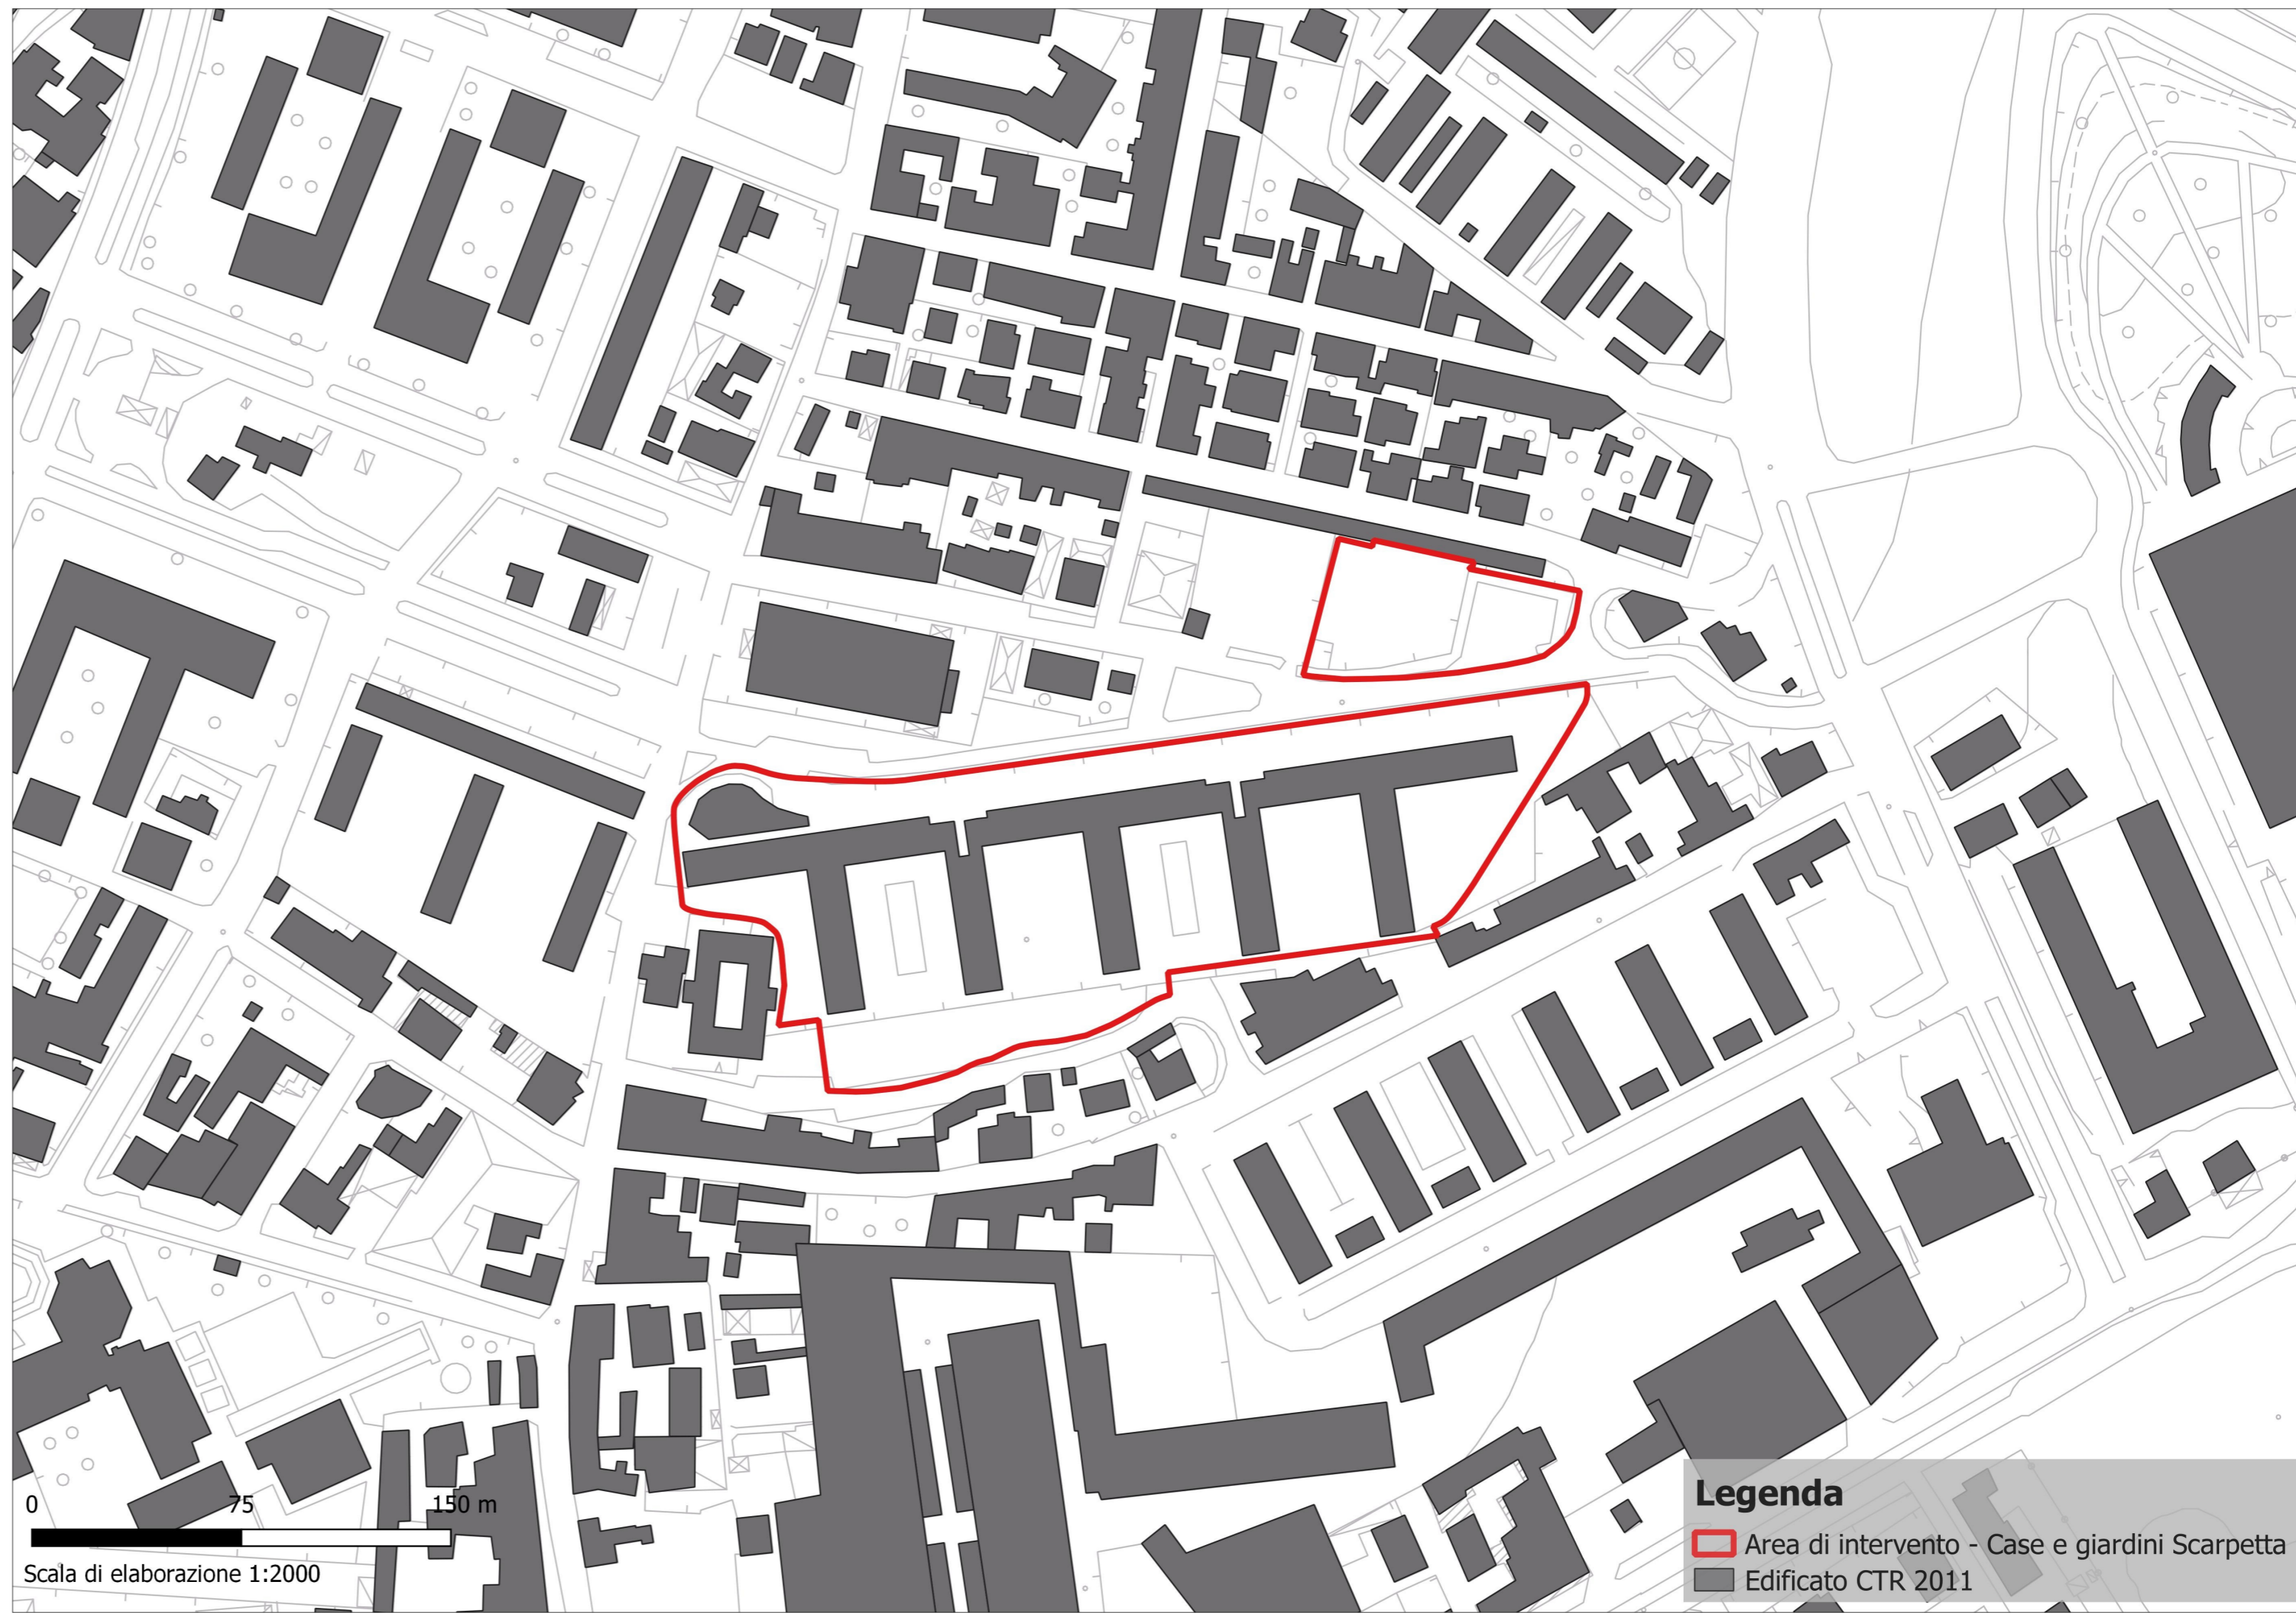 0 75 150 m
Scala di elaborazione 1:2000
Legenda
Area di intervento - Case e giardini Scarpetta
Edificato CTR 2011